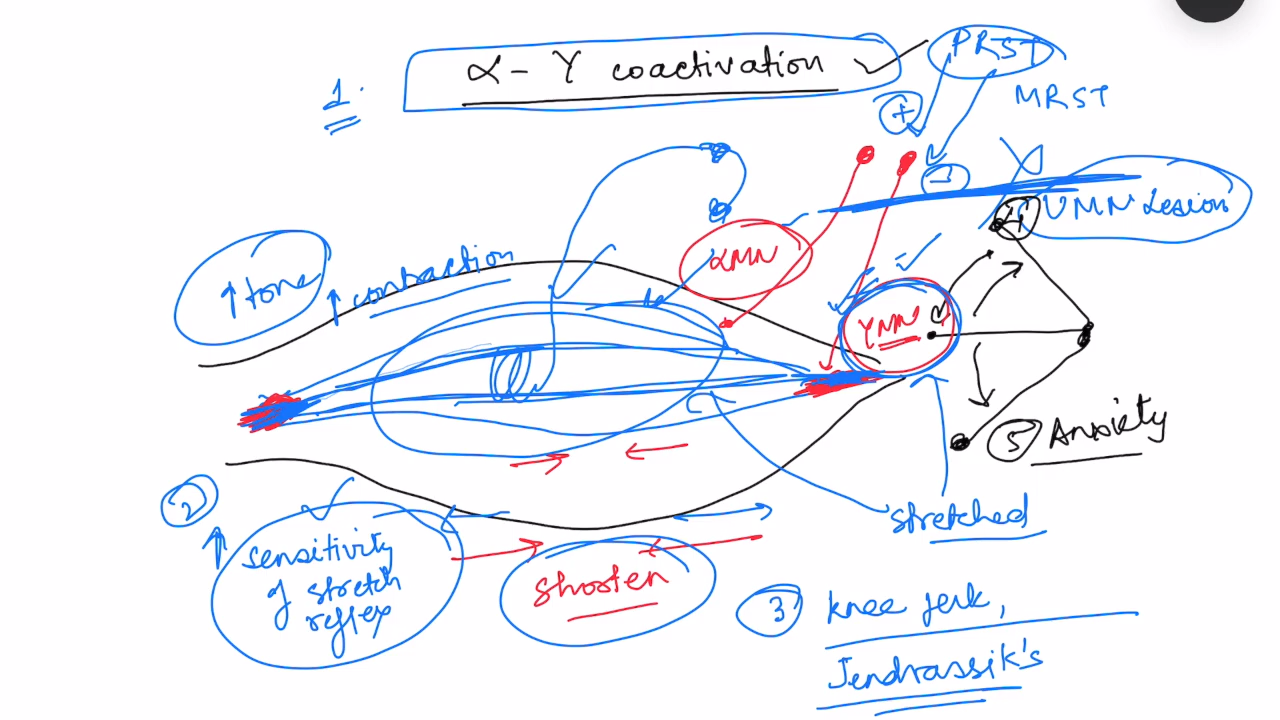 1.
α - γ coactivation
PRST
MRST
+
-
αMN
4
UMN Lesion
↑ tone
↑ contraction
γMN
5 Anxiety
2
↑ sensitivity
of stretch
reflex
shorten
stretched
3 knee jerk,
Jendrassik's